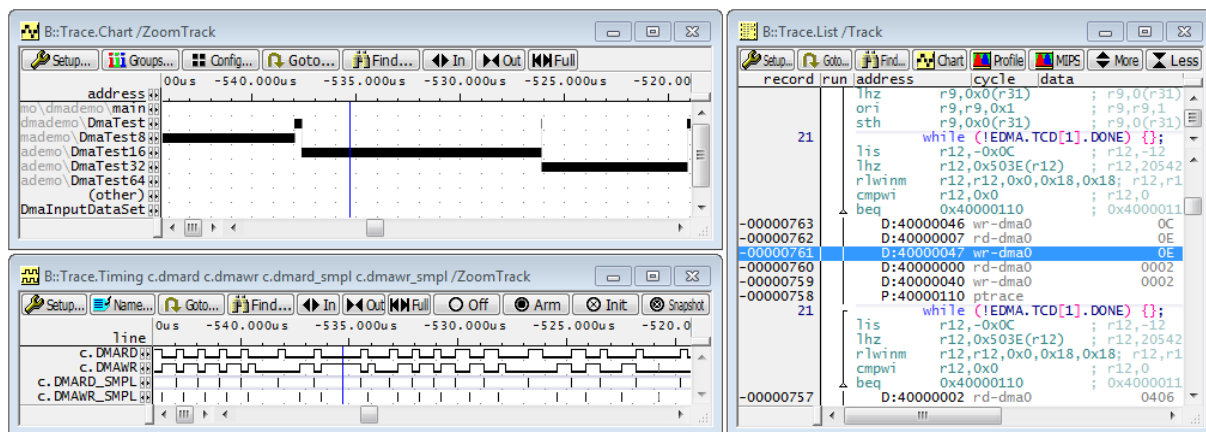 B::Trace.Chart /ZoomTrack
Setup... Groups... Config... Goto... Find... In Out Full
00us -540.000us -535.000us -530.000us -525.000us -520.00
address
mo\dmademo\main
dmademo\DmaTest
mademo\DmaTest8
ademo\DmaTest16
ademo\DmaTest32
ademo\DmaTest64
(other)
DmaInputDataSet
B::Trace.Timing c.dmard c.dmawr c.dmard_smpl c.dmawr_smpl /ZoomTrack
Setup... Name... Goto... Find... In Out Full Off Arm Init Snapshot
0us -540.000us -535.000us -530.000us -525.000us -520.0
line
c.DMARD
c.DMAWR
c.DMARD_SMPL
c.DMAWR_SMPL
B::Trace.List /Track
Setup... Goto... Find... Chart Profile MIPS More Less
record run address cycle data
lhz r9,0x0(r31) ; r9,0(r31)
ori r9,r9,0x1 ; r9,r9,1
sth r9,0x0(r31) ; r9,0(r31)
21 while (!EDMA.TCD[1].DONE) {};
lis r12,-0x0C ; r12,-12
lhz r12,0x503E(r12) ; r12,20542
rlwinm r12,r12,0x0,0x18,0x18; r12,r1
cmpwi r12,0x0 ; r12,0
beq 0x40000110 ; 0x4000011
-00000763 D:40000046 wr-dma0 0C
-00000762 D:40000007 rd-dma0 0E
-00000761 D:40000047 wr-dma0 0E
-00000760 D:40000000 rd-dma0 0002
-00000759 D:40000040 wr-dma0 0002
-00000758 P:40000110 ptrace
21 while (!EDMA.TCD[1].DONE) {};
lis r12,-0x0C ; r12,-12
lhz r12,0x503E(r12) ; r12,20542
rlwinm r12,r12,0x0,0x18,0x18; r12,r1
cmpwi r12,0x0 ; r12,0
beq 0x40000110 ; 0x4000011
-00000757 D:40000002 rd-dma0 0406